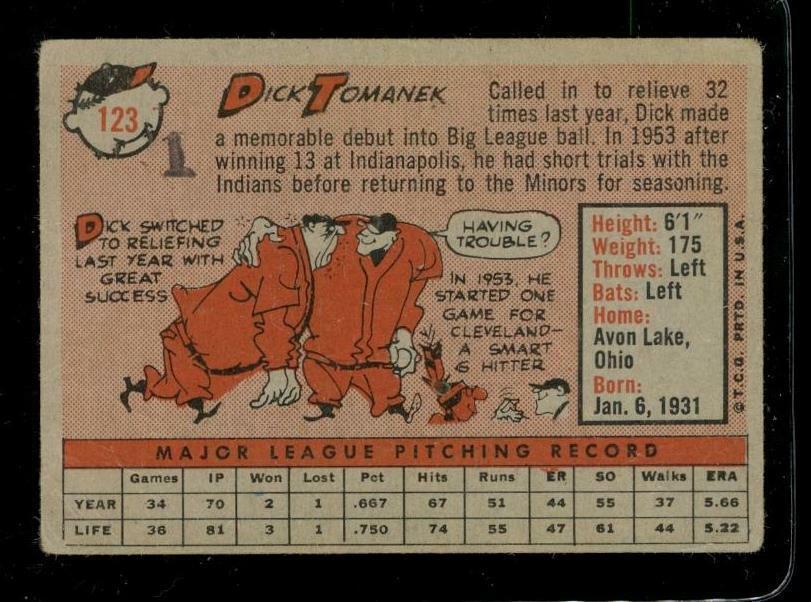 123
1
DICK TOMANEK
Called in to relieve 32
times last year, Dick made
a memorable debut into Big League ball. In 1953 after
winning 13 at Indianapolis, he had short trials with the
Indians before returning to the Minors for seasoning.
DICK SWITCHED
TO RELIEFING
LAST YEAR WITH
GREAT
SUCCESS
HAVING
TROUBLE?
IN 1953, HE
STARTED ONE
GAME FOR
CLEVELAND—
A SMART
6 HITTER
Height: 6'1"
Weight: 175
Throws: Left
Bats: Left
Home:
Avon Lake,
Ohio
Born:
Jan. 6, 1931
© T.C.G. PRTD. IN U.S.A.
MAJOR LEAGUE PITCHING RECORD
Games IP Won Lost Pct Hits Runs ER SO Walks ERA
YEAR 34 70 2 1 .667 67 51 44 55 37 5.66
LIFE 36 81 3 1 .750 74 55 47 61 44 5.22